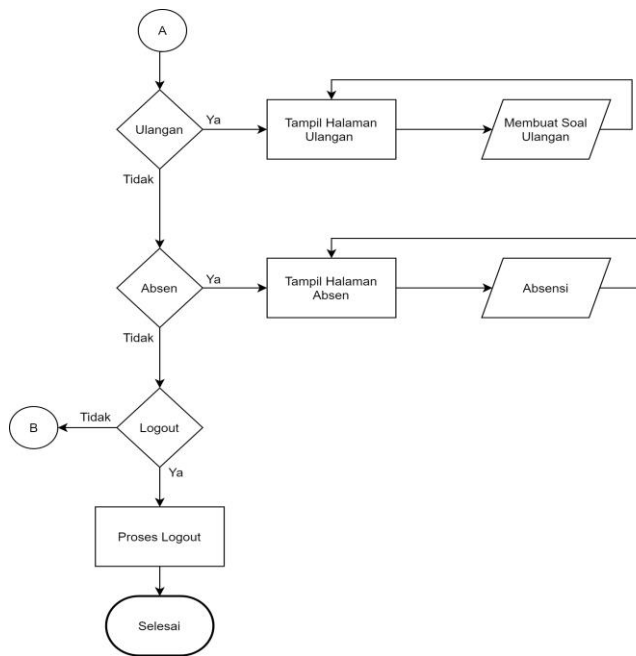 A
Ulangan
Ya
Tampil Halaman
Ulangan
Membuat Soal
Ulangan
Tidak
Absen
Ya
Tampil Halaman
Absen
Absensi
Tidak
B
Tidak
Logout
Ya
Proses Logout
Selesai